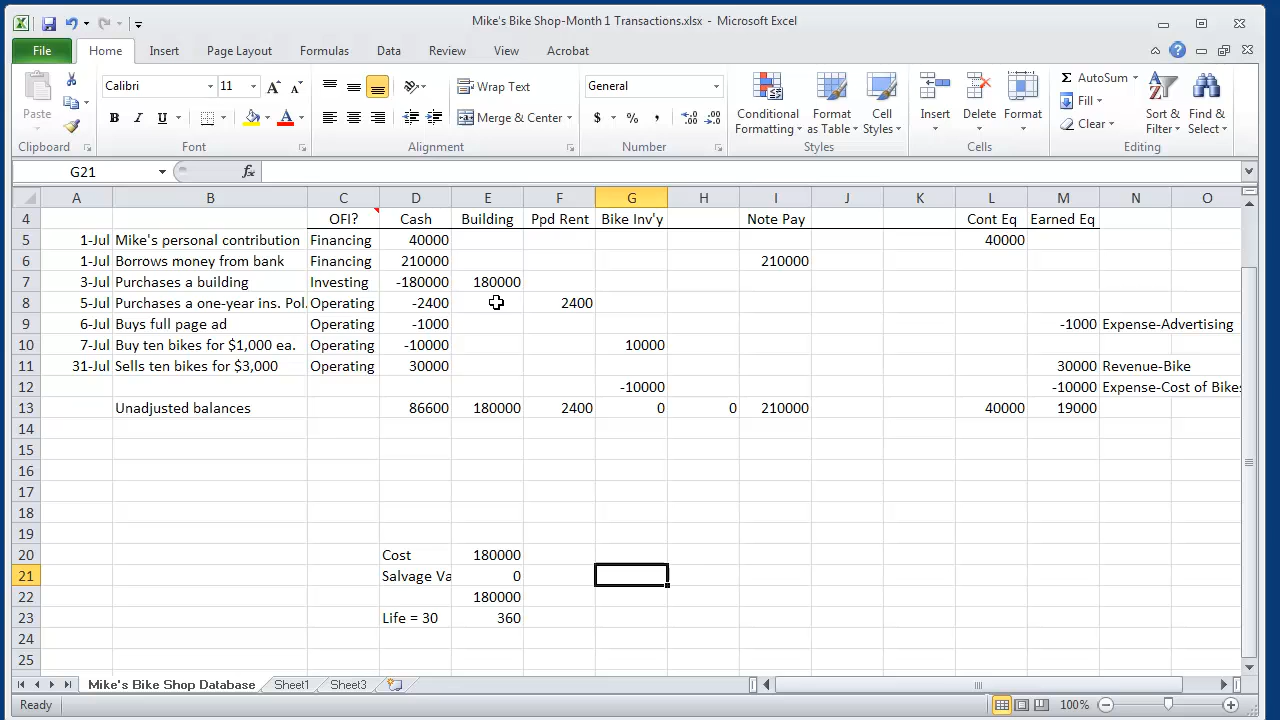 Mike's Bike Shop-Month 1 Transactions.xlsx - Microsoft Excel
File Home Insert Page Layout Formulas Data Review View Acrobat
Paste
Clipboard
Calibri 11 A A
B I U A
Font
Wrap Text
Merge & Center
Alignment
General
$ % , .0 .00 .00 .0
Number
Conditional Formatting
Format as Table
Cell Styles
Styles
Insert Delete Format
Cells
Σ AutoSum
Fill
Clear
Sort & Filter
Find & Select
Editing
G21 fx
A B C D E F G H I J K L M N O
4 OFI? Cash Building Ppd Rent Bike Inv'y Note Pay Cont Eq Earned Eq
5 1-Jul Mike's personal contribution Financing 40000 40000
6 1-Jul Borrows money from bank Financing 210000 210000
7 3-Jul Purchases a building Investing -180000 180000
8 5-Jul Purchases a one-year ins. Pol. Operating -2400 2400
9 6-Jul Buys full page ad Operating -1000 -1000 Expense-Advertising
10 7-Jul Buy ten bikes for $1,000 ea. Operating -10000 10000
11 31-Jul Sells ten bikes for $3,000 Operating 30000 30000 Revenue-Bike
12 -10000 -10000 Expense-Cost of Bikes
13 Unadjusted balances 86600 180000 2400 0 0 210000 40000 19000
14
15
16
17
18
19
20 Cost 180000
21 Salvage Va 0
22 180000
23 Life = 30 360
24
25
Mike's Bike Shop Database Sheet1 Sheet3
Ready 100%